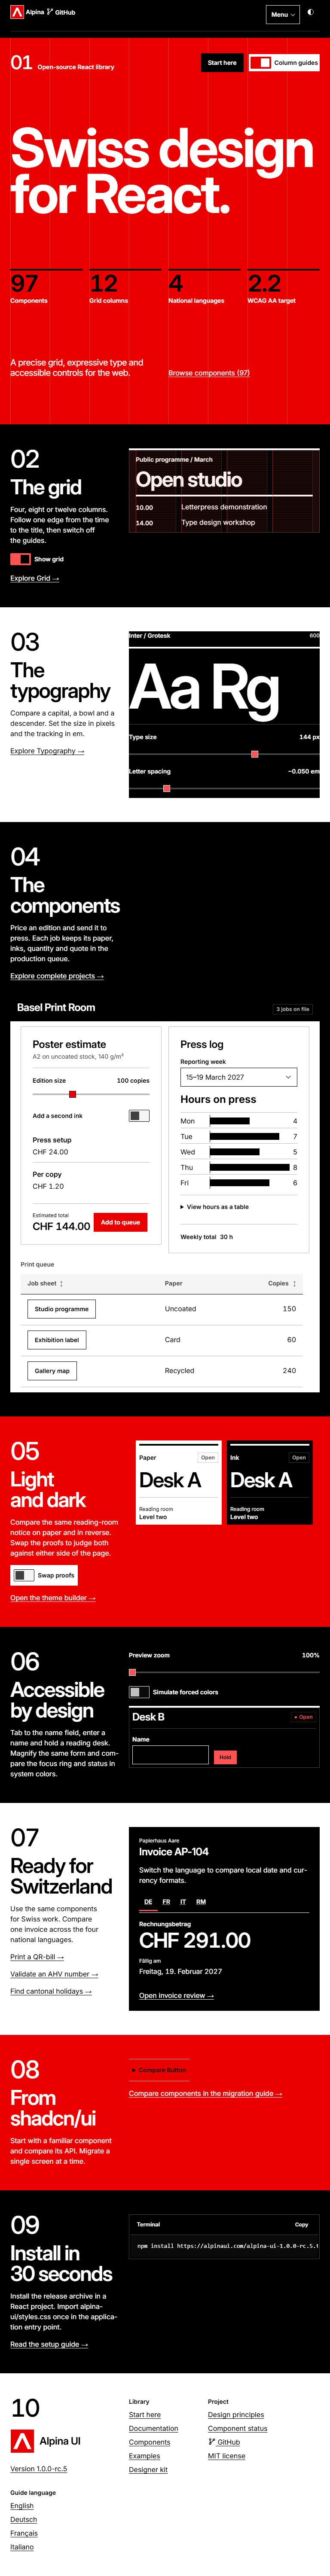 Alpina GitHub Menu
01 Open-source React library Start here Column guides
Swiss design
for React.
97 12 4 2.2
Components Grid columns National languages WCAG AA target
A precise grid, expressive type and
accessible controls for the web.
Browse components (97)
02
The grid
Four, eight or twelve columns.
Follow one edge from the time
to the title, then switch off
the guides.
Show grid
Explore Grid →
Public programme / March
Open studio
10.00 Letterpress demonstration
14.00 Type design workshop
03
The
typography
Compare a capital, a bowl and a
descender. Set the size in pixels
and the tracking in em.
Explore Typography →
Inter / Grotesk 600
Aa Rg
Type size 144 px
Letter spacing −0.050 em
04
The
components
Price an edition and send it to
press. Each job keeps its paper,
inks, quantity and quote in the
production queue.
Explore complete projects →
Basel Print Room 3 jobs on file
Poster estimate
A2 on uncoated stock, 140 g/m²
Edition size 100 copies
Add a second ink
Press setup
CHF 24.00
Per copy
CHF 1.20
Estimated total
CHF 144.00 Add to queue
Press log
Reporting week
15–19 March 2027
Hours on press
Mon 4
Tue 7
Wed 5
Thu 8
Fri 6
View hours as a table
Weekly total 30 h
Print queue
Job sheet Paper Copies
Studio programme Uncoated 150
Exhibition label Card 60
Gallery map Recycled 240
05
Light
and dark
Compare the same reading-room
notice on paper and in reverse.
Swap the proofs to judge both
against either side of the page.
Swap proofs
Open the theme builder →
Paper Open
Desk A
Reading room
Level two
Ink Open
Desk A
Reading room
Level two
06
Accessible
by design
Tab to the name field, enter a
name and hold a reading desk.
Magnify the same form and com-
pare the focus ring and status in
system colors.
Preview zoom 100%
Simulate forced colors
Desk B Open
Name
Hold
07
Ready for
Switzerland
Use the same components
for Swiss work. Compare
one invoice across the four
national languages.
Print a QR-bill →
Validate an AHV number →
Find cantonal holidays →
Papierhaus Aare
Invoice AP-104
Switch the language to compare local date and cur-
rency formats.
DE FR IT RM
Rechnungsbetrag
CHF 291.00
Fällig am
Freitag, 19. Februar 2027
Open invoice review →
08
From
shadcn/ui
Start with a familiar component
and compare its API. Migrate a
single screen at a time.
Compare Button
Compare components in the migration guide →
09
Install in
30 seconds
Install the release archive in a
React project. Import alpina-
ui/styles.css once in the applica-
tion entry point.
Read the setup guide →
Terminal Copy
npm install https://alpinaui.com/alpina-ui-1.0.0-rc.5.t
10
Alpina UI
Version 1.0.0-rc.5
Library
Start here
Documentation
Components
Examples
Designer kit
Project
Design principles
Component status
GitHub
MIT license
Guide language
English
Deutsch
Français
Italiano